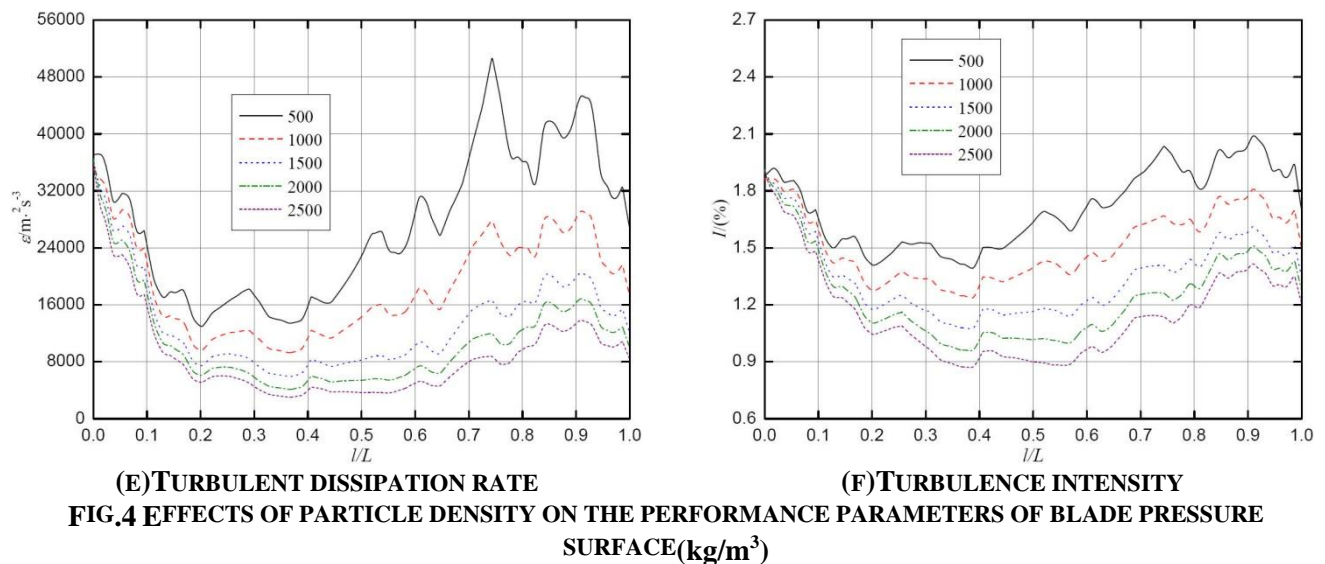 56000
48000
40000
32000
24000
16000
8000
0
ε/m·²s⁻³
500
1000
1500
2000
2500
0.0 0.1 0.2 0.3 0.4 0.5 0.6 0.7 0.8 0.9 1.0
l/L
2.7
2.4
2.1
1.8
1.5
1.2
0.9
0.6
I/(%)
500
1000
1500
2000
2500
0.0 0.1 0.2 0.3 0.4 0.5 0.6 0.7 0.8 0.9 1.0
l/L
(E)TURBULENT DISSIPATION RATE
(F)TURBULENCE INTENSITY
FIG.4 EFFECTS OF PARTICLE DENSITY ON THE PERFORMANCE PARAMETERS OF BLADE PRESSURE
SURFACE(kg/m³)